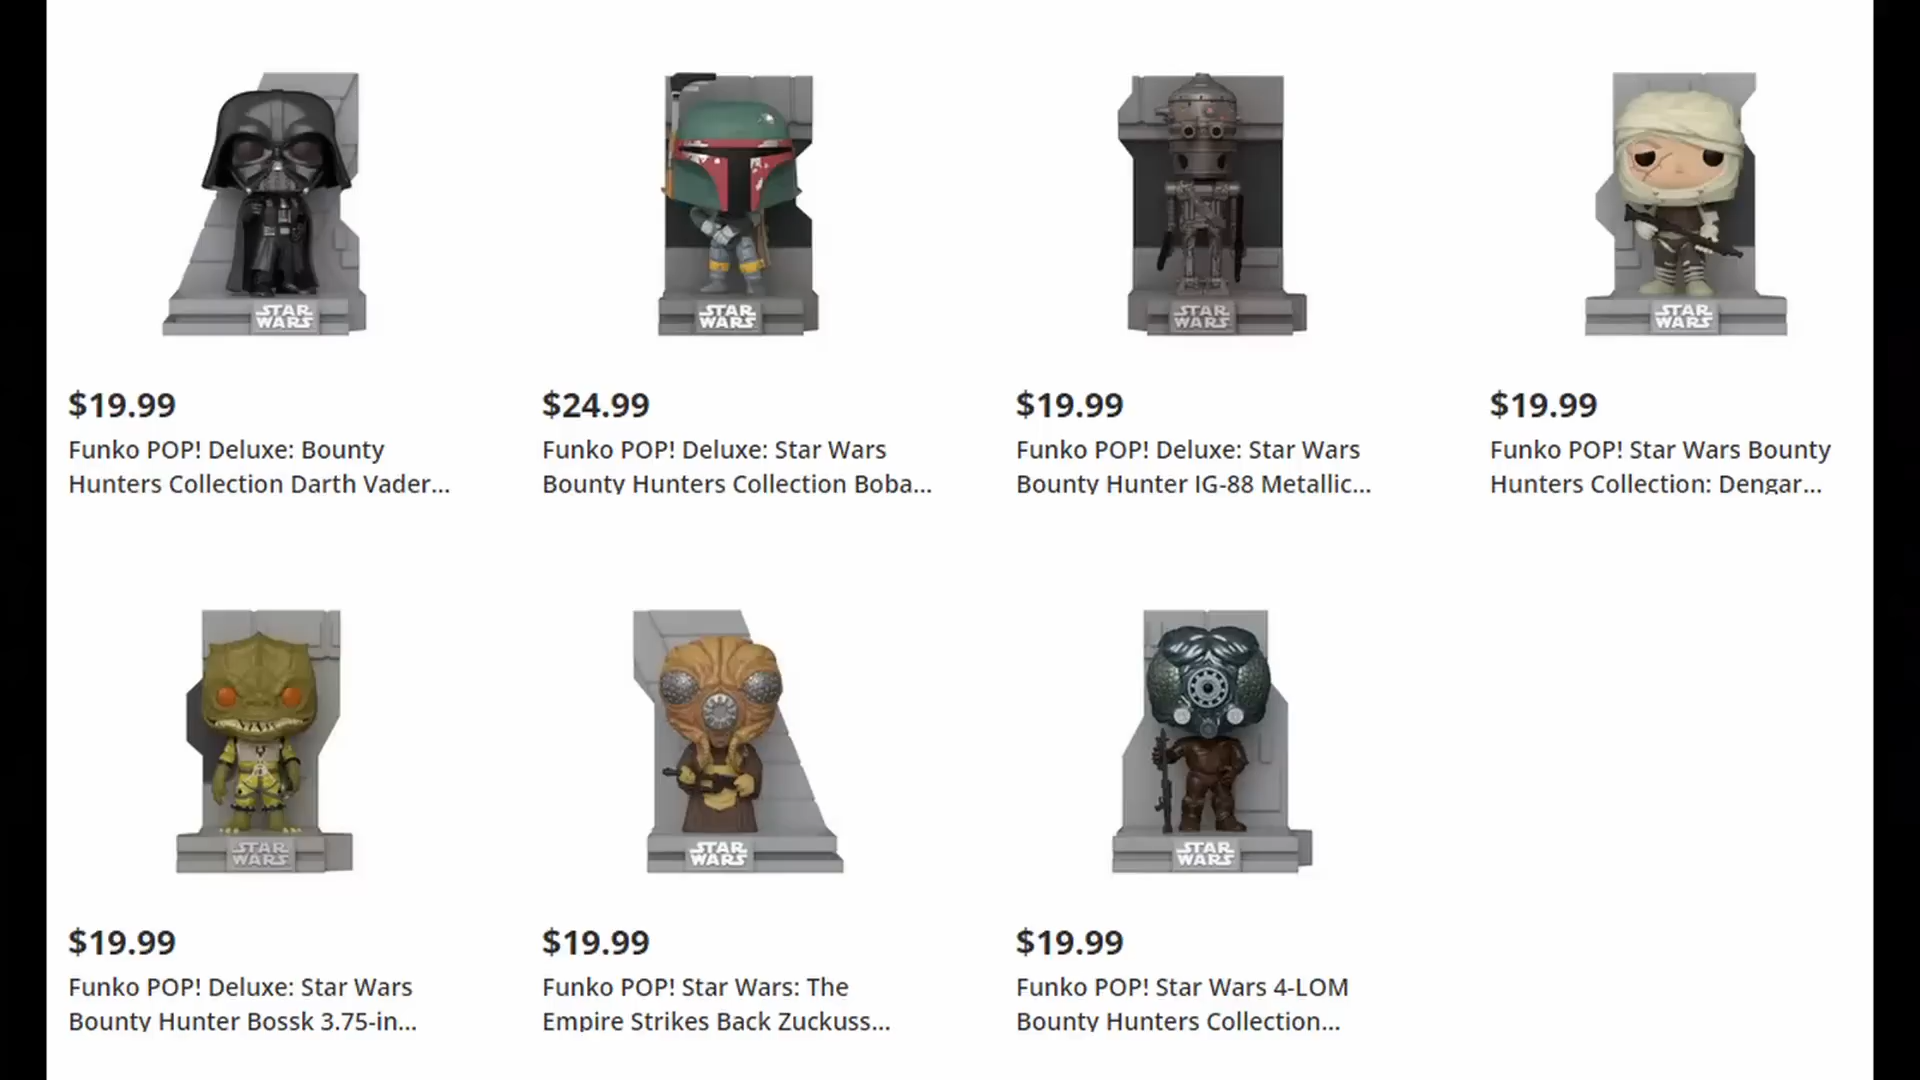 STAR
WARS
STAR
WARS
STAR
WARS
STAR
WARS
$19.99
Funko POP! Deluxe: Bounty
Hunters Collection Darth Vader...
$24.99
Funko POP! Deluxe: Star Wars
Bounty Hunters Collection Boba...
$19.99
Funko POP! Deluxe: Star Wars
Bounty Hunter IG-88 Metallic...
$19.99
Funko POP! Star Wars Bounty
Hunters Collection: Dengar...
STAR
WARS
STAR
WARS
STAR
WARS
$19.99
Funko POP! Deluxe: Star Wars
Bounty Hunter Bossk 3.75-in...
$19.99
Funko POP! Star Wars: The
Empire Strikes Back Zuckuss...
$19.99
Funko POP! Star Wars 4-LOM
Bounty Hunters Collection...